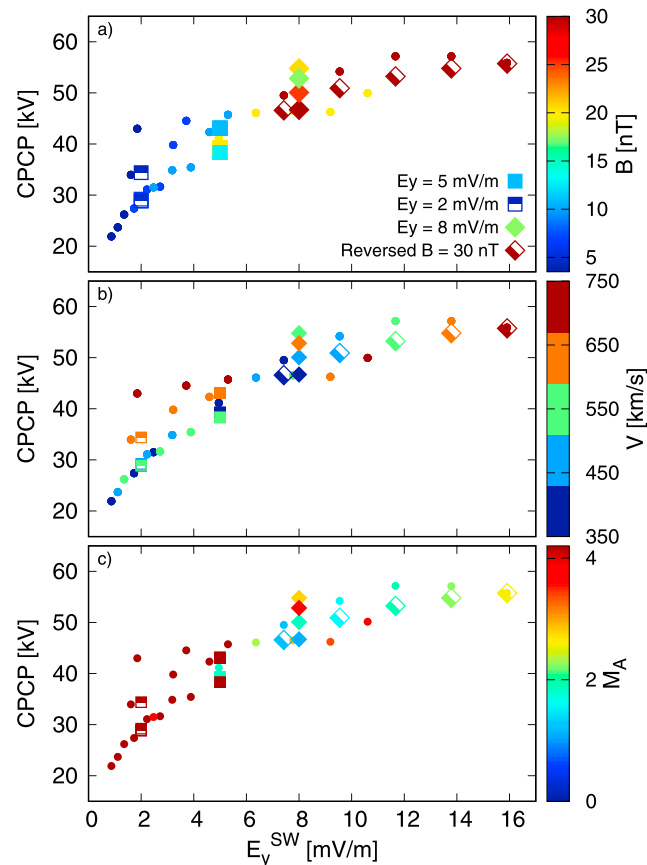 a)
CPCP [kV]
60
50
40
30
20
Ey = 5 mV/m
Ey = 2 mV/m
Ey = 8 mV/m
Reversed B = 30 nT
30
25
20
15
10
5
B [nT]
b)
CPCP [kV]
60
50
40
30
20
750
650
550
450
350
V [km/s]
c)
CPCP [kV]
60
50
40
30
20
4
2
0
M_A
0 2 4 6 8 10 12 14 16
E_y^SW [mV/m]